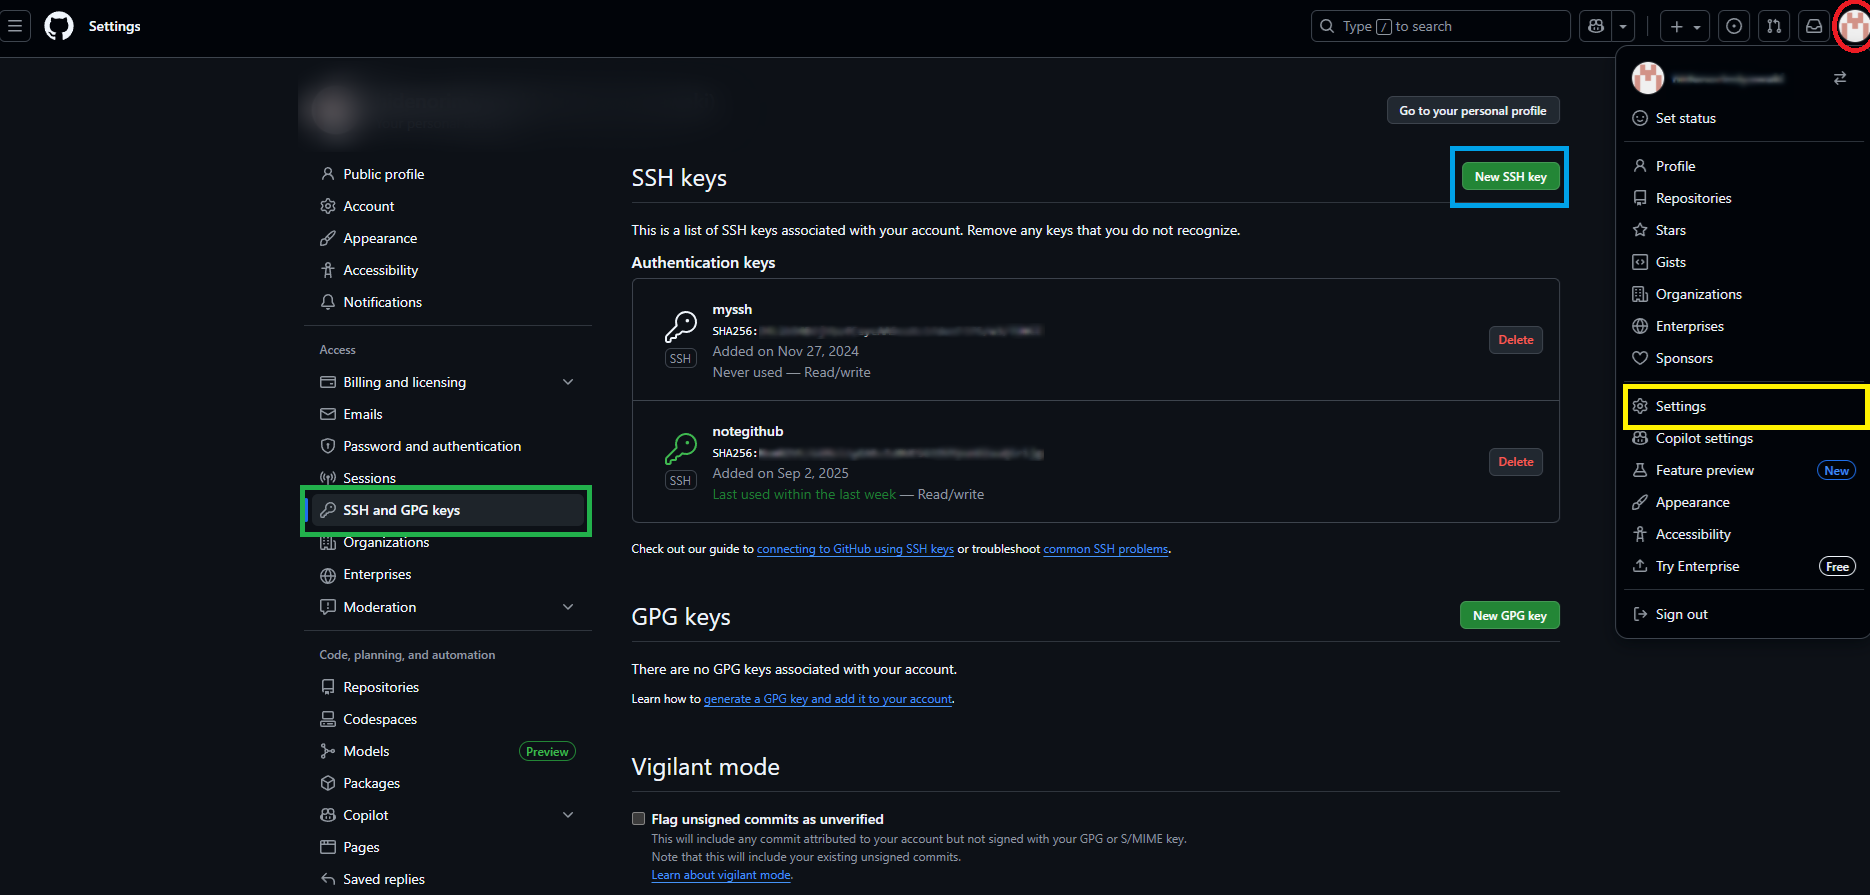 Settings
Type / to search
Go to your personal profile
Set status
Profile
Repositories
Stars
Gists
Organizations
Enterprises
Sponsors
Settings
Copilot settings
Feature preview New
Appearance
Accessibility
Try Enterprise Free
Sign out
Public profile
Account
Appearance
Accessibility
Notifications
Access
Billing and licensing
Emails
Password and authentication
Sessions
SSH and GPG keys
Organizations
Enterprises
Moderation
Code, planning, and automation
Repositories
Codespaces
Models Preview
Packages
Copilot
Pages
Saved replies
SSH keys
New SSH key
This is a list of SSH keys associated with your account. Remove any keys that you do not recognize.
Authentication keys
myssh
SHA256:
Added on Nov 27, 2024
Never used — Read/write
SSH
Delete
notegithub
SHA256:
Added on Sep 2, 2025
Last used within the last week — Read/write
SSH
Delete
Check out our guide to connecting to GitHub using SSH keys or troubleshoot common SSH problems.
GPG keys
New GPG key
There are no GPG keys associated with your account.
Learn how to generate a GPG key and add it to your account.
Vigilant mode
Flag unsigned commits as unverified
This will include any commit attributed to your account but not signed with your GPG or S/MIME key.
Note that this will include your existing unsigned commits.
Learn about vigilant mode.